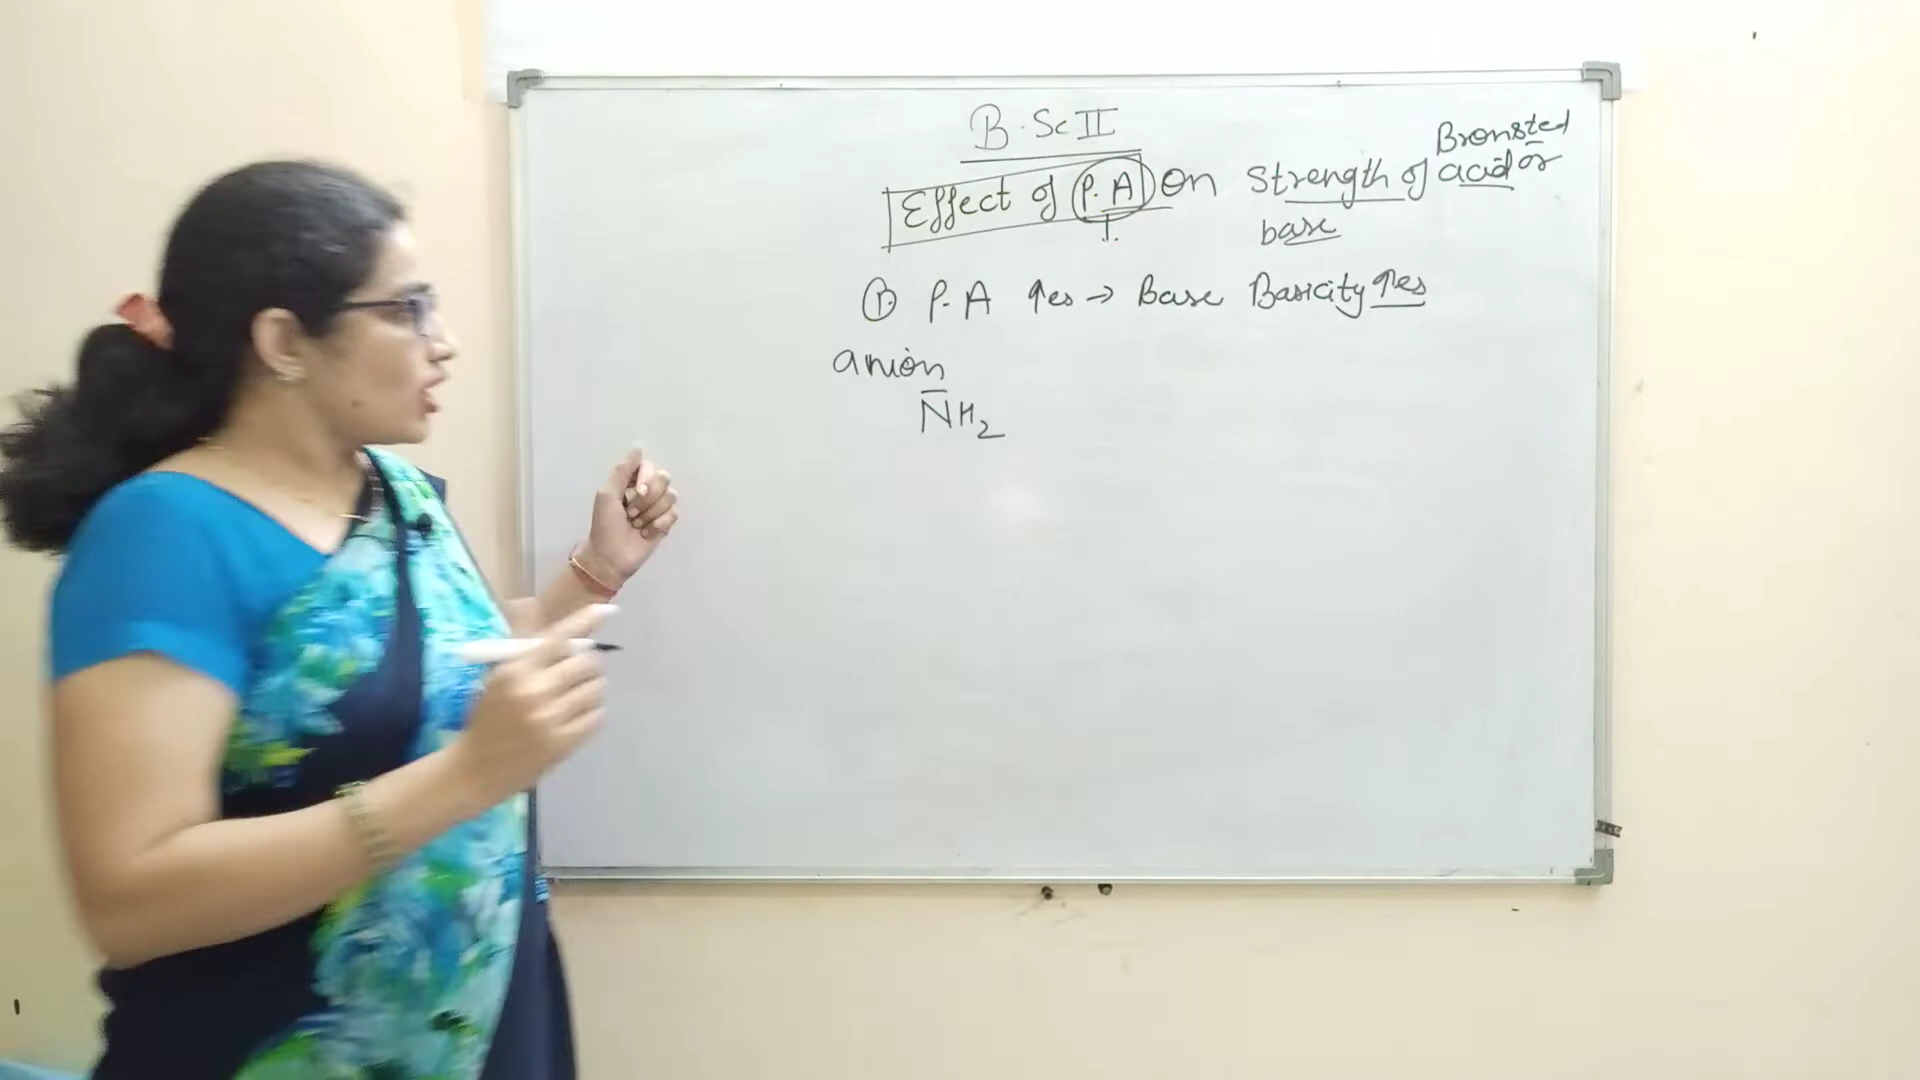 B.Sc II
Effect of P.A on Strength of Bronsted acid or base
① P.A ↑es → Base Basicity ↑es
anion
N̅H₂